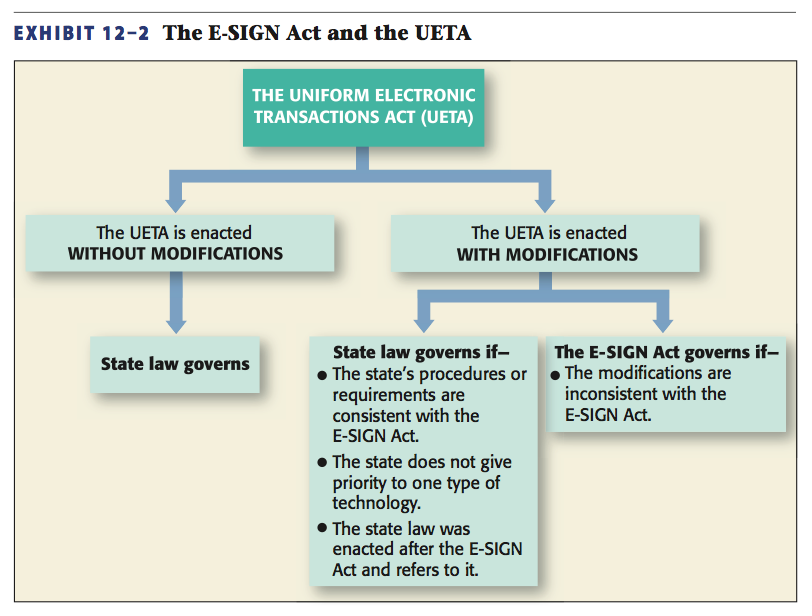 EXHIBIT 12–2 The E-SIGN Act and the UETA
THE UNIFORM ELECTRONIC
TRANSACTIONS ACT (UETA)
The UETA is enacted
WITHOUT MODIFICATIONS
The UETA is enacted
WITH MODIFICATIONS
State law governs
State law governs if–
● The state’s procedures or
requirements are
consistent with the
E-SIGN Act.
● The state does not give
priority to one type of
technology.
● The state law was
enacted after the E-SIGN
Act and refers to it.
The E-SIGN Act governs if–
● The modifications are
inconsistent with the
E-SIGN Act.